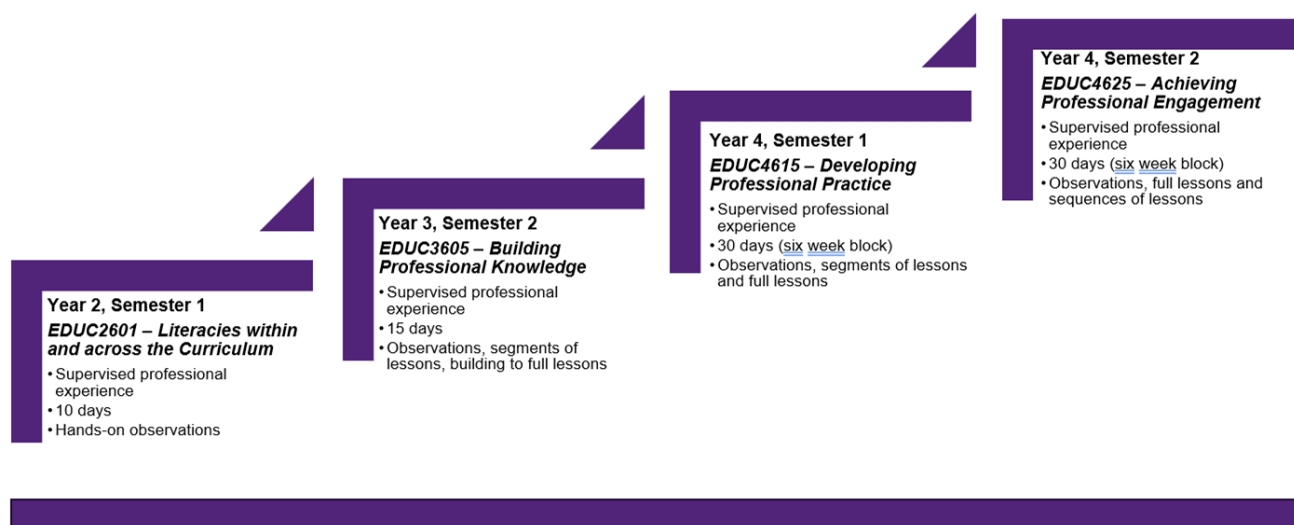 Year 2, Semester 1
EDUC2601 – Literacies within
and across the Curriculum
• Supervised professional
experience
• 10 days
• Hands-on observations
Year 3, Semester 2
EDUC3605 – Building
Professional Knowledge
• Supervised professional
experience
• 15 days
• Observations, segments of
lessons, building to full lessons
Year 4, Semester 1
EDUC4615 – Developing
Professional Practice
• Supervised professional
experience
• 30 days (six week block)
• Observations, segments of lessons
and full lessons
Year 4, Semester 2
EDUC4625 – Achieving
Professional Engagement
• Supervised professional
experience
• 30 days (six week block)
• Observations, full lessons and
sequences of lessons